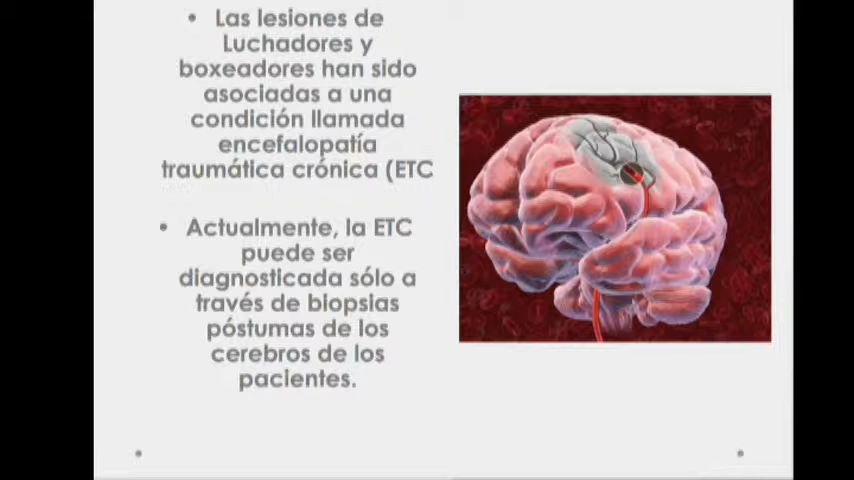 • Las lesiones de
Luchadores y
boxeadores han sido
asociadas a una
condición llamada
encefalopatía
traumática crónica (ETC
• Actualmente, la ETC
puede ser
diagnosticada sólo a
través de biopsias
póstumas de los
cerebros de los
pacientes.